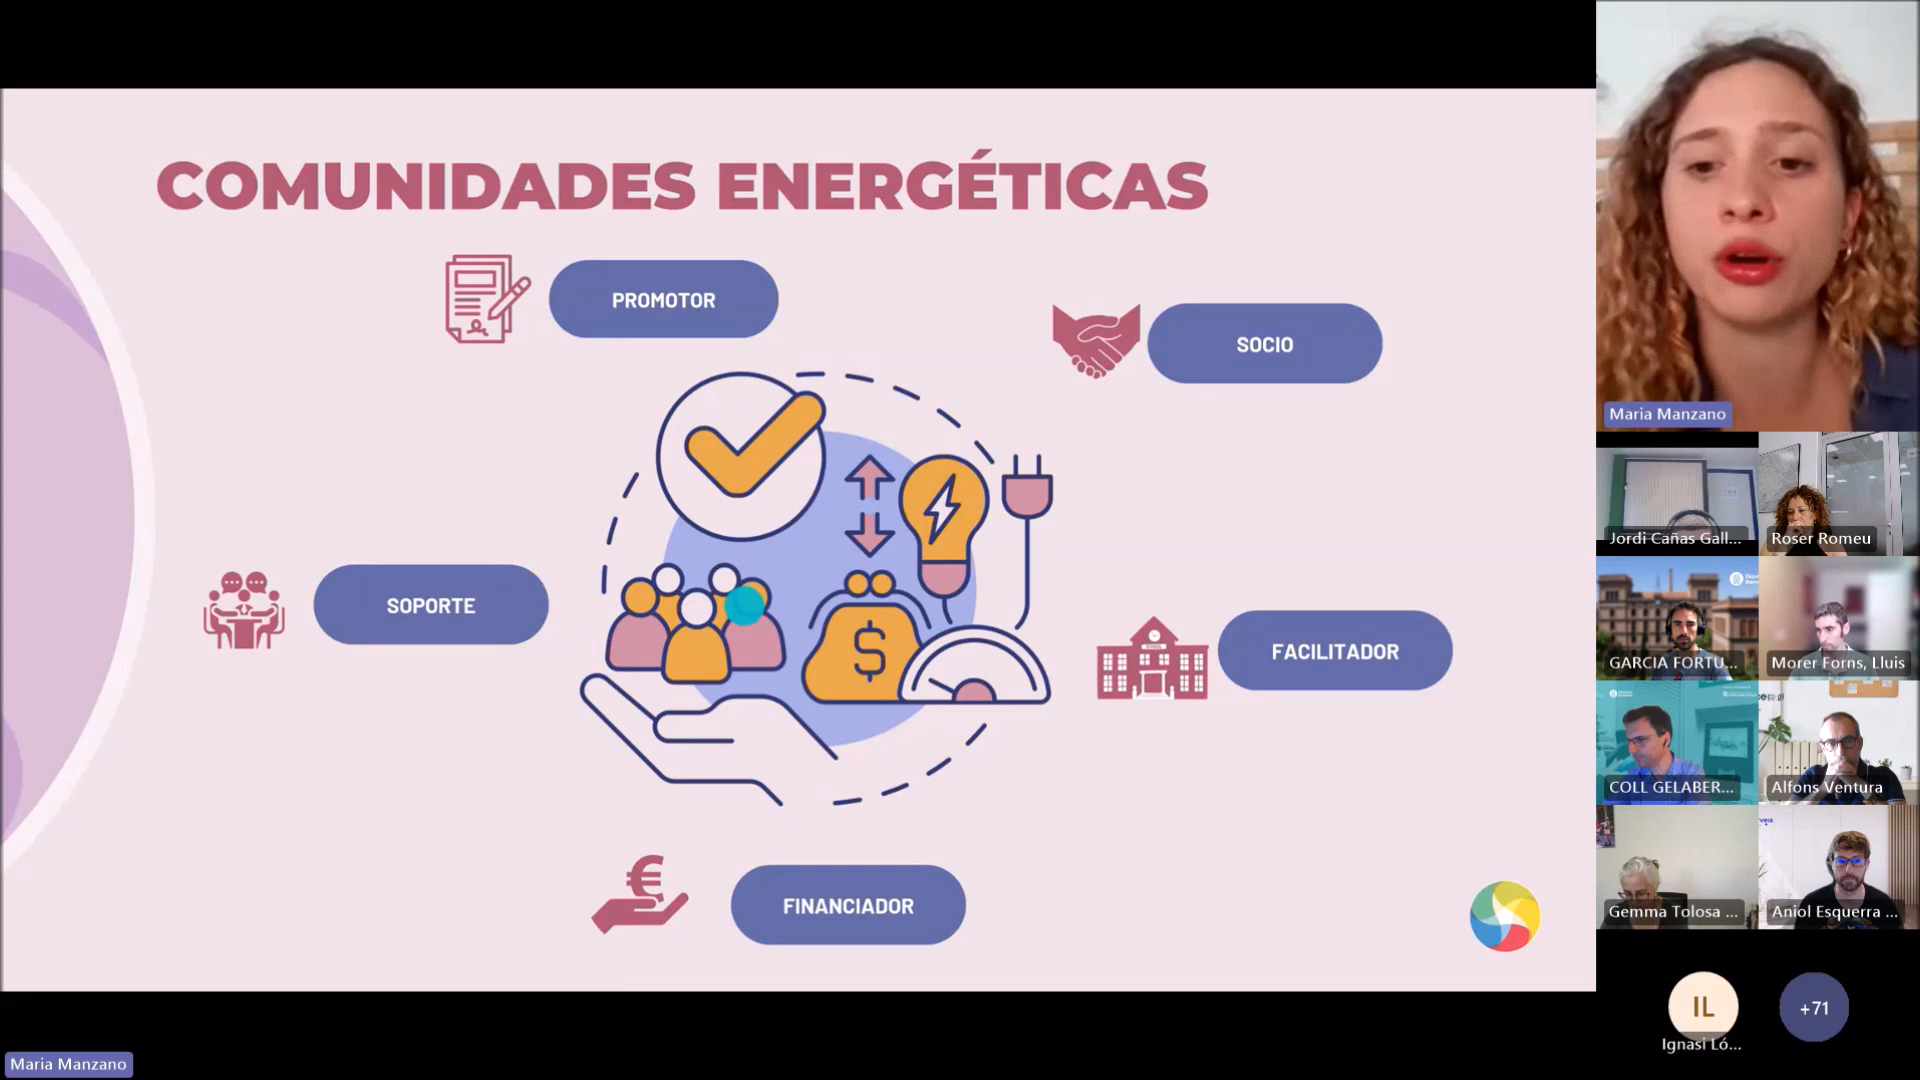 COMUNIDADES ENERGÉTICAS
PROMOTOR
SOCIO
SOPORTE
$
FACILITADOR
€
FINANCIADOR
Maria Manzano
Maria Manzano
Jordi Cañas Gall...
Roser Romeu
GARCIA FORTU...
Morer Forns, Lluis
COLL GELABER...
Alfons Ventura
Gemma Tolosa ...
Aniol Esquerra ...
IL
+71
Ignasi Ló...